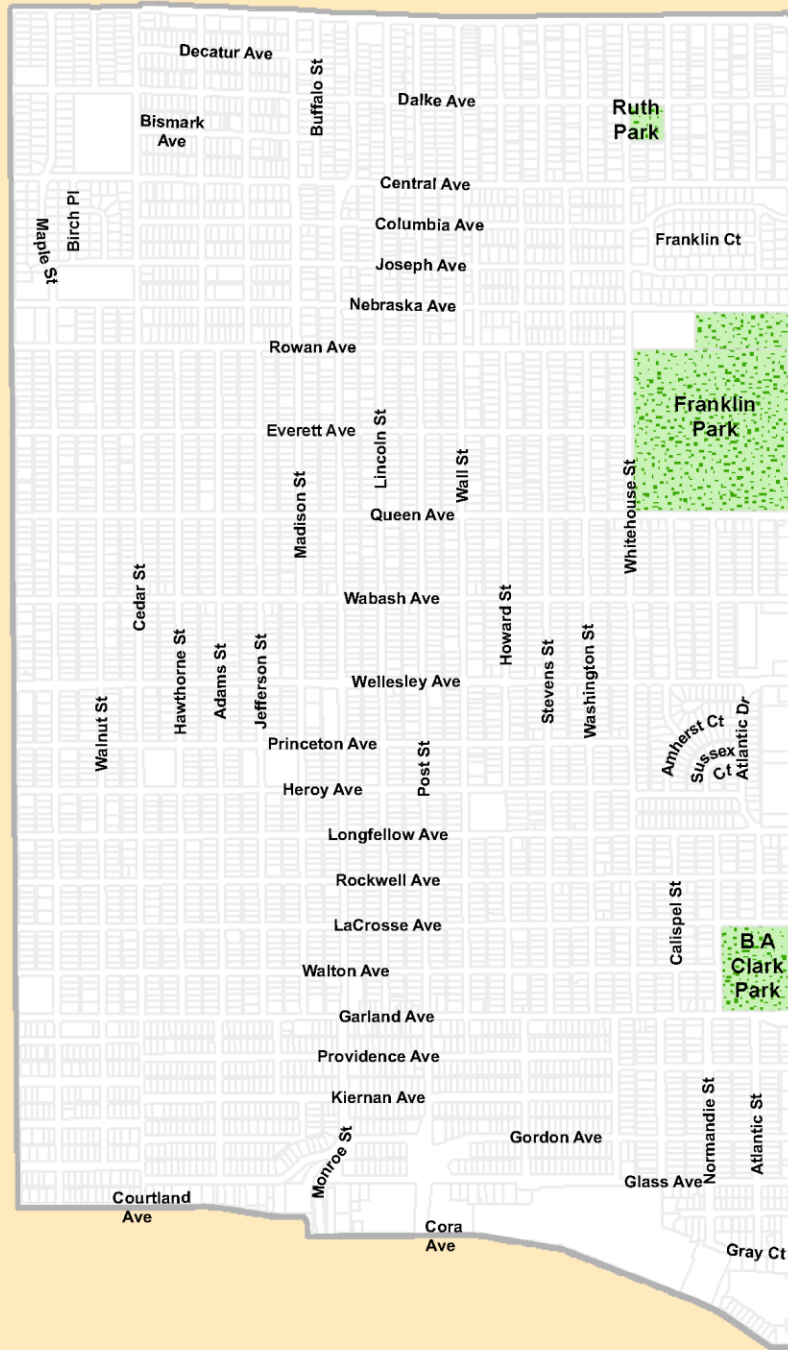 Decatur Ave
Buffalo St
Dalke Ave
Ruth
Park
Bismark
Ave
Central Ave
Birch Pl
Maple St
Columbia Ave
Franklin Ct
Joseph Ave
Nebraska Ave
Rowan Ave
Franklin
Park
Everett Ave
Lincoln St
Wall St
Madison St
Queen Ave
Whitehouse St
Cedar St
Wabash Ave
Howard St
Hawthorne St
Adams St
Jefferson St
Wellesley Ave
Stevens St
Washington St
Walnut St
Princeton Ave
Post St
Amherst Ct
Sussex
Ct
Atlantic Dr
Heroy Ave
Longfellow Ave
Rockwell Ave
Calispel St
LaCrosse Ave
B A
Clark
Park
Walton Ave
Garland Ave
Providence Ave
Kiernan Ave
Normandie St
Atlantic St
Monroe St
Gordon Ave
Glass Ave
Courtland
Ave
Cora
Ave
Gray Ct